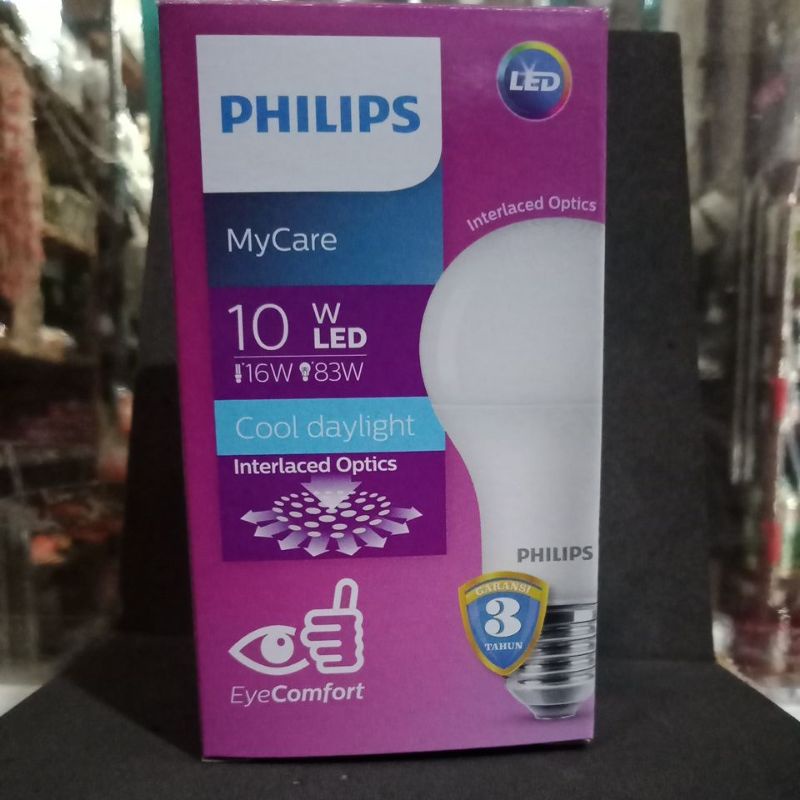 PHILIPS
LED
MyCare
Interlaced Optics
10 W
LED
16W 83W
Cool daylight
Interlaced Optics
PHILIPS
GARANSI
3
TAHUN
EyeComfort